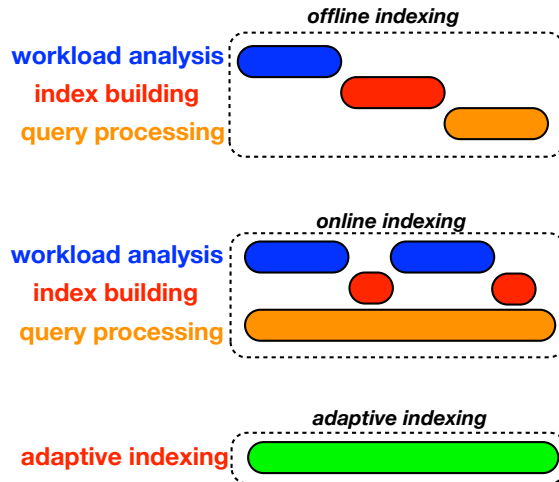 offline indexing
workload analysis
index building
query processing
online indexing
workload analysis
index building
query processing
adaptive indexing
adaptive indexing